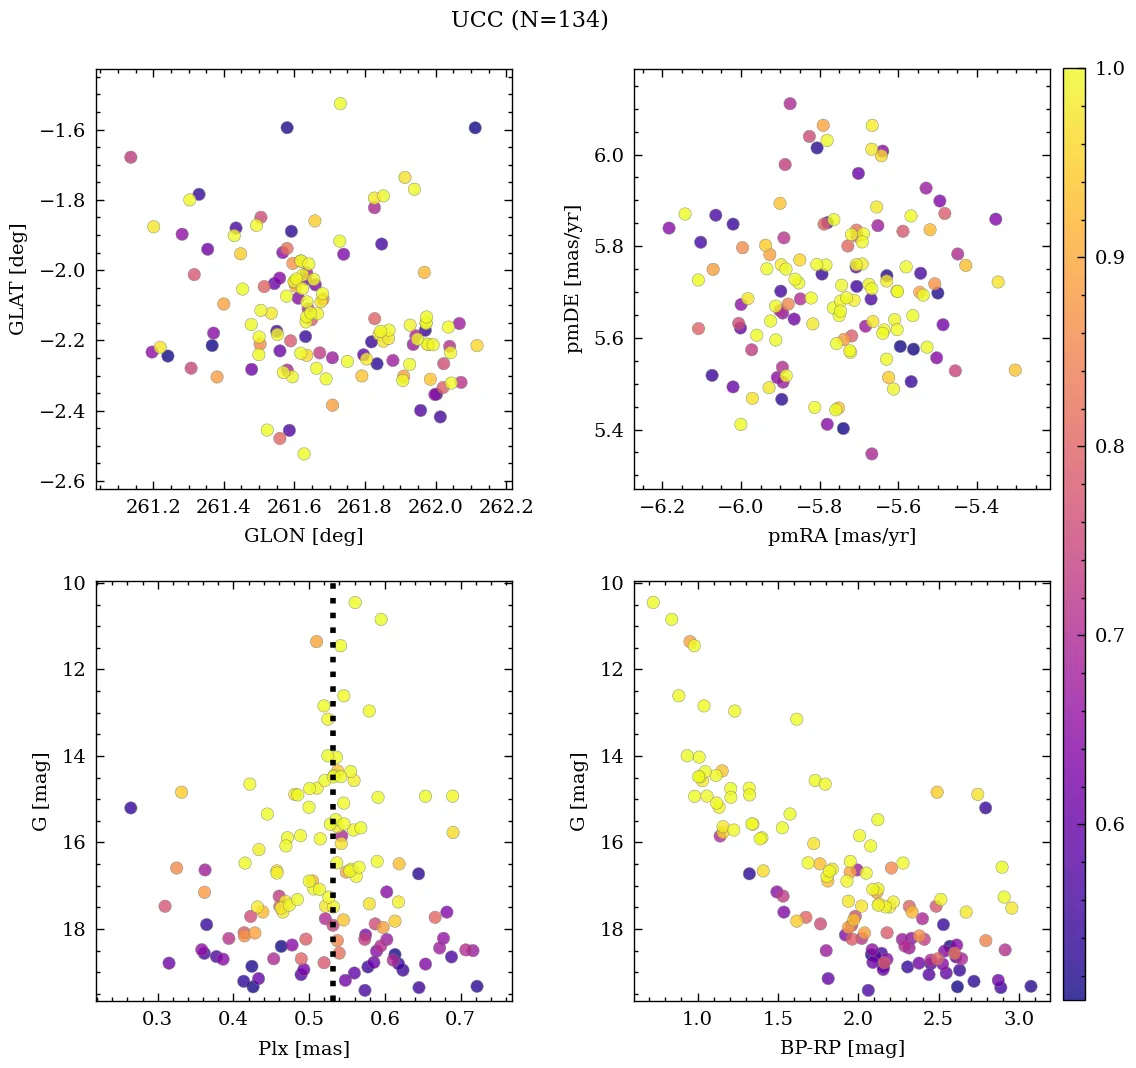 UCC (N=134)
−1.6
−1.8
−2.0
−2.2
−2.4
−2.6
GLAT [deg]
261.2 261.4 261.6 261.8 262.0 262.2
GLON [deg]
6.0
5.8
5.6
5.4
pmDE [mas/yr]
−6.2 −6.0 −5.8 −5.6 −5.4
pmRA [mas/yr]
1.0
0.9
0.8
0.7
0.6
10
12
14
16
18
G [mag]
0.3 0.4 0.5 0.6 0.7
Plx [mas]
10
12
14
16
18
G [mag]
1.0 1.5 2.0 2.5 3.0
BP-RP [mag]